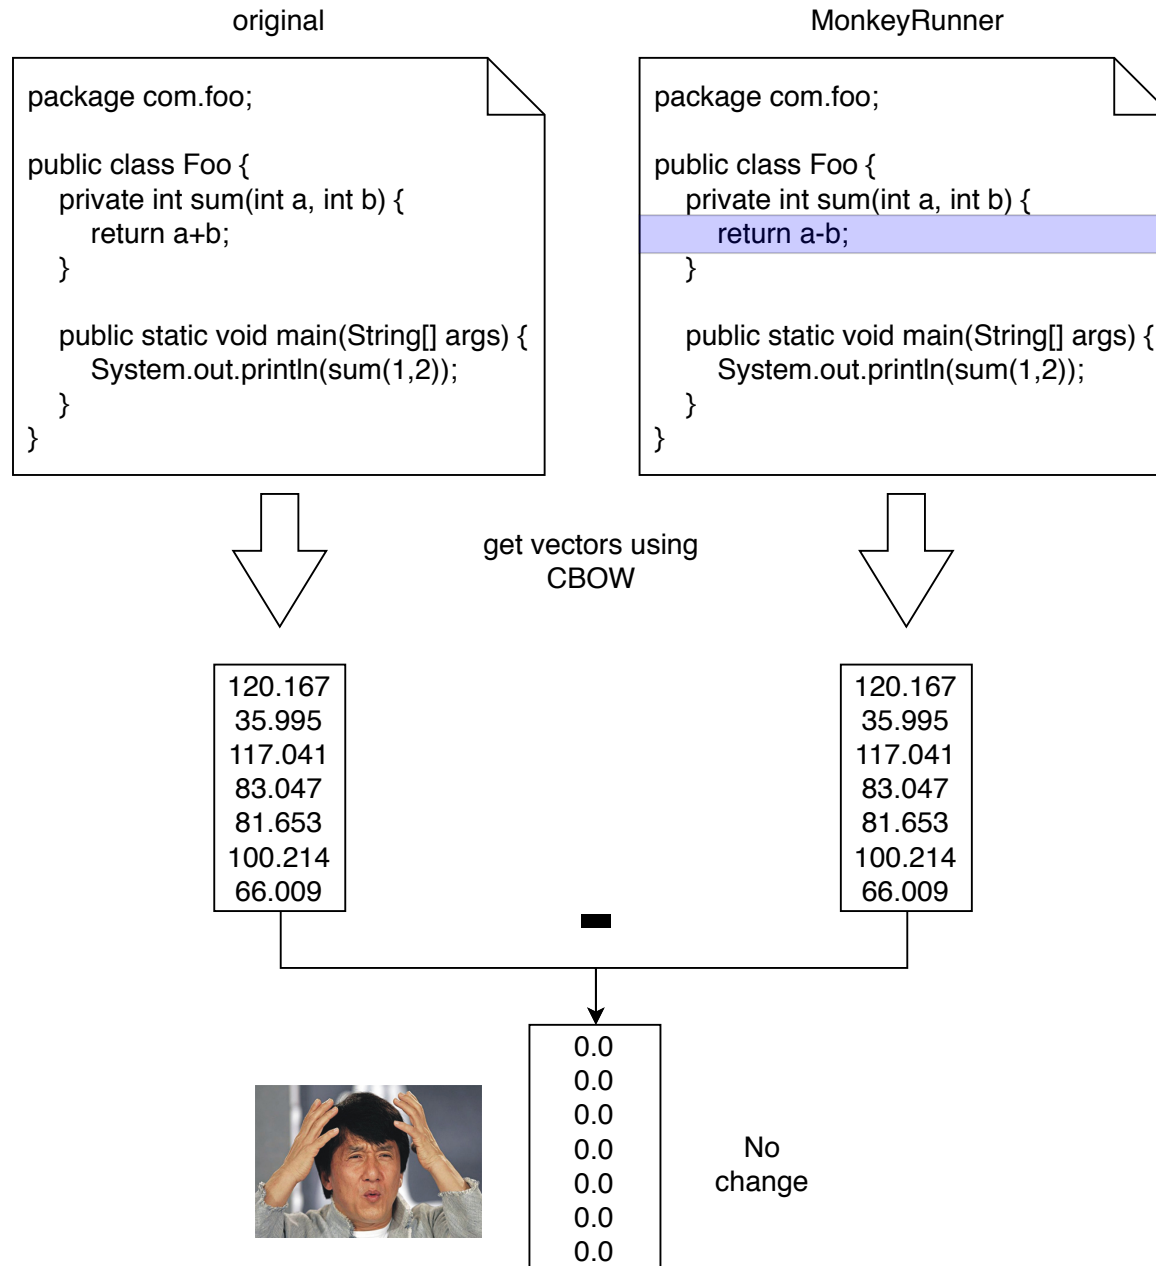 original
package com.foo;
public class Foo {
private int sum(int a, int b) {
return a+b;
}
public static void main(String[] args) {
System.out.println(sum(1,2));
}
}
MonkeyRunner
package com.foo;
public class Foo {
private int sum(int a, int b) {
return a-b;
}
public static void main(String[] args) {
System.out.println(sum(1,2));
}
}
get vectors using
CBOW
120.167
35.995
117.041
83.047
81.653
100.214
66.009
120.167
35.995
117.041
83.047
81.653
100.214
66.009
-
0.0
0.0
0.0
0.0
0.0
0.0
0.0
No
change